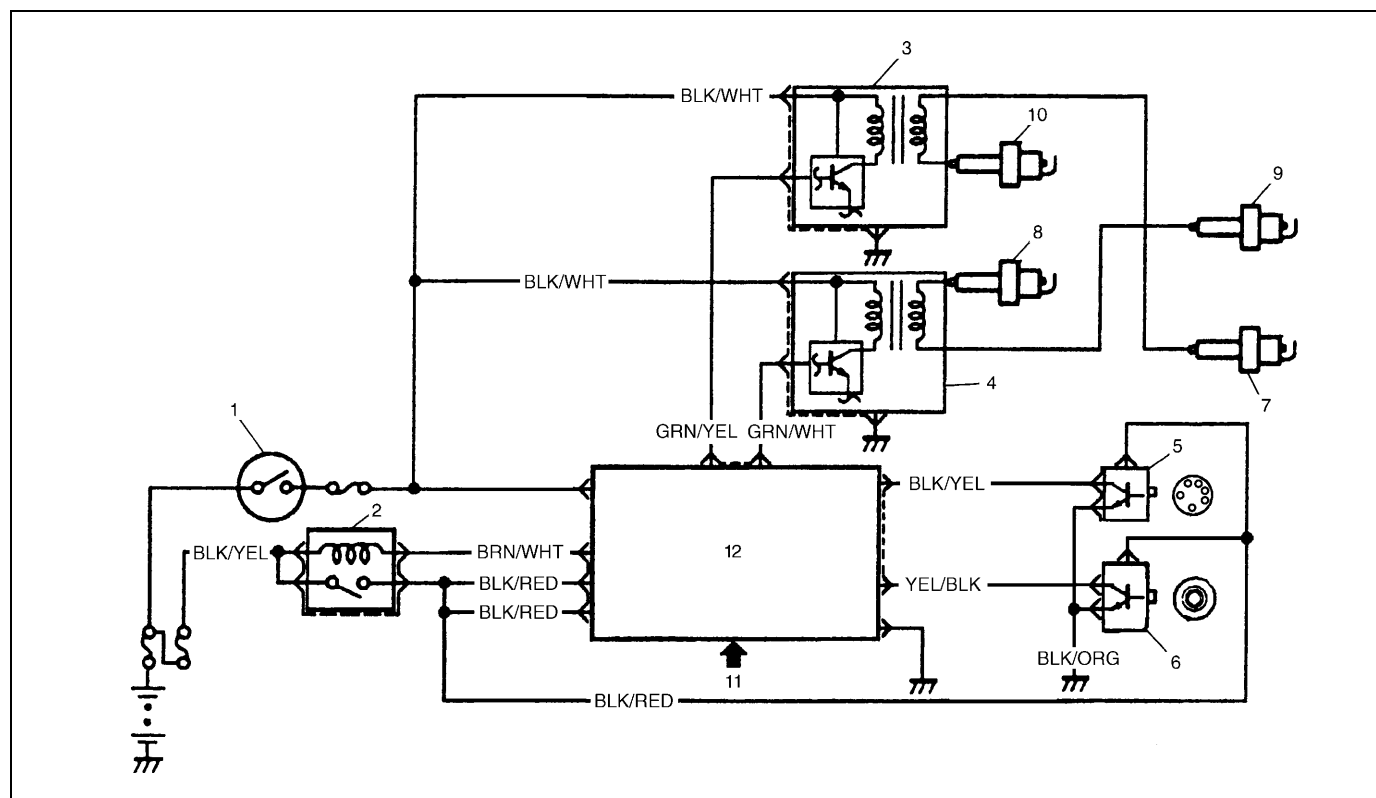 3
BLK/WHT
10
9
8
BLK/WHT
4
7
1
GRN/YEL GRN/WHT
5
2
BLK/YEL
BLK/YEL
BRN/WHT
12
BLK/RED
YEL/BLK
BLK/RED
BLK/ORG
6
11
BLK/RED